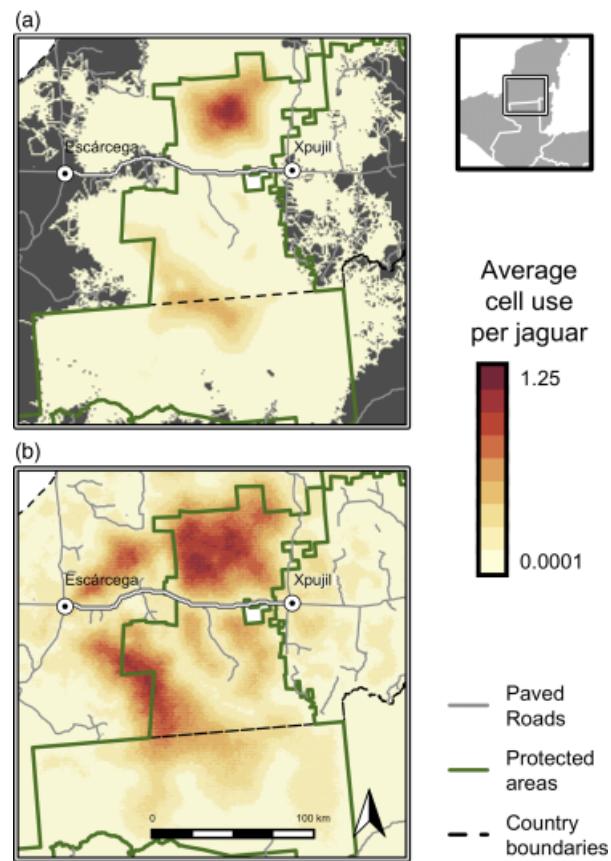 (a)
Escárcega
Xpujil
Average
cell use
per jaguar
1.25
0.0001
(b)
Escárcega
Xpujil
0
100 km
Paved
Roads
Protected
areas
Country
boundaries